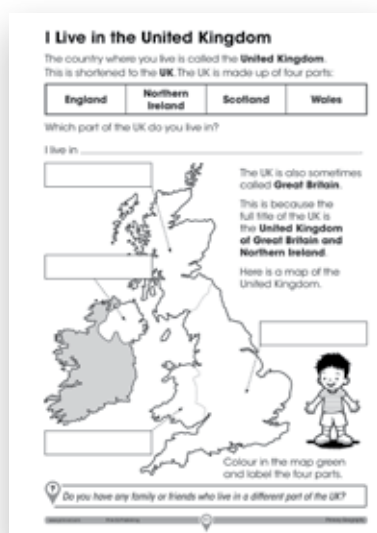 I Live in the United Kingdom
The country where you live is called the United Kingdom.
This is shortened to the UK. The UK is made up of four parts:
England
Northern
Ireland
Scotland
Wales
Which part of the UK do you live in?
I live in
The UK is also sometimes
called Great Britain.
This is because the
full title of the UK is
the United Kingdom
of Great Britain and
Northern Ireland.
Here is a map of the
United Kingdom.
Colour in the map green
and label the four parts.
?
Do you have any family or friends who live in a different part of the UK?